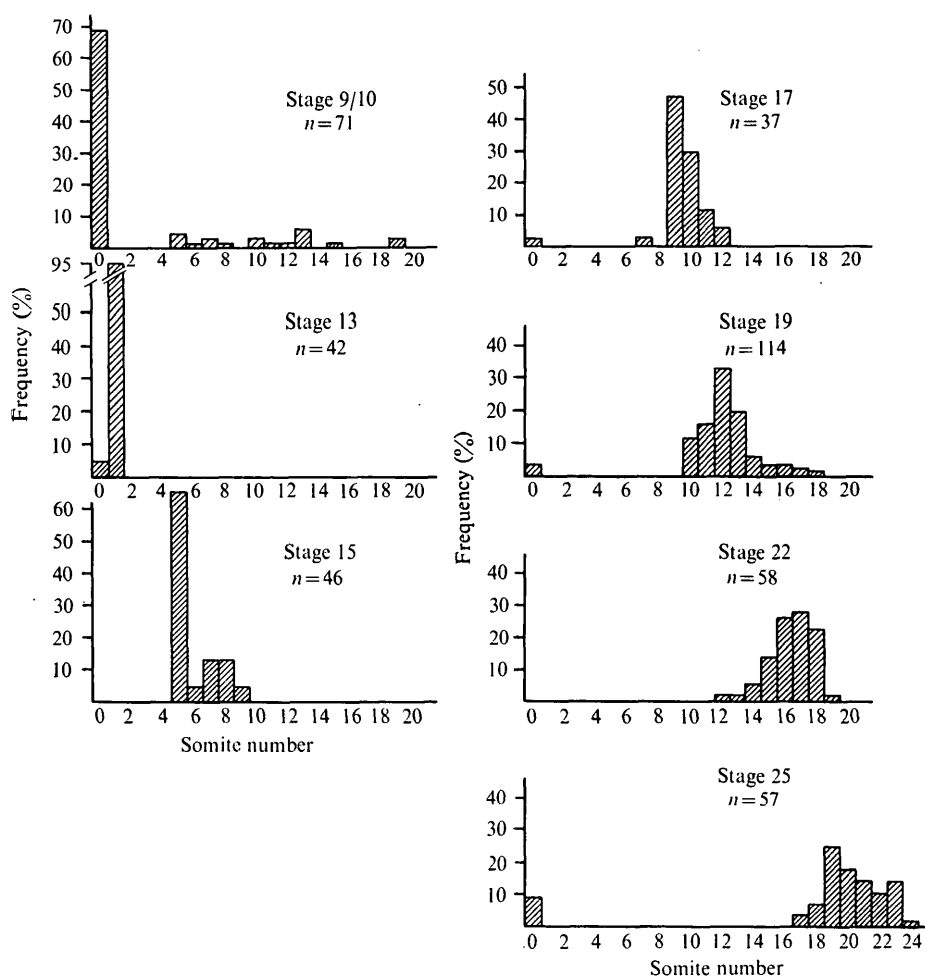 Frequency (%)
70
60
50
40
30
20
10
Stage 9/10
n=71
0 2 4 6 8 10 12 14 16 18 20
95
50
40
30
20
10
Stage 13
n=42
0 2 4 6 8 10 12 14 16 18 20
60
50
40
30
20
10
Stage 15
n=46
0 2 4 6 8 10 12 14 16 18 20
Somite number
Frequency (%)
50
40
30
20
10
Stage 17
n=37
0 2 4 6 8 10 12 14 16 18 20
40
30
20
10
Stage 19
n=114
0 2 4 6 8 10 12 14 16 18 20
40
30
20
10
Stage 22
n=58
0 2 4 6 8 10 12 14 16 18 20
40
30
20
10
Stage 25
n=57
0 2 4 6 8 10 12 14 16 18 20 22 24
Somite number